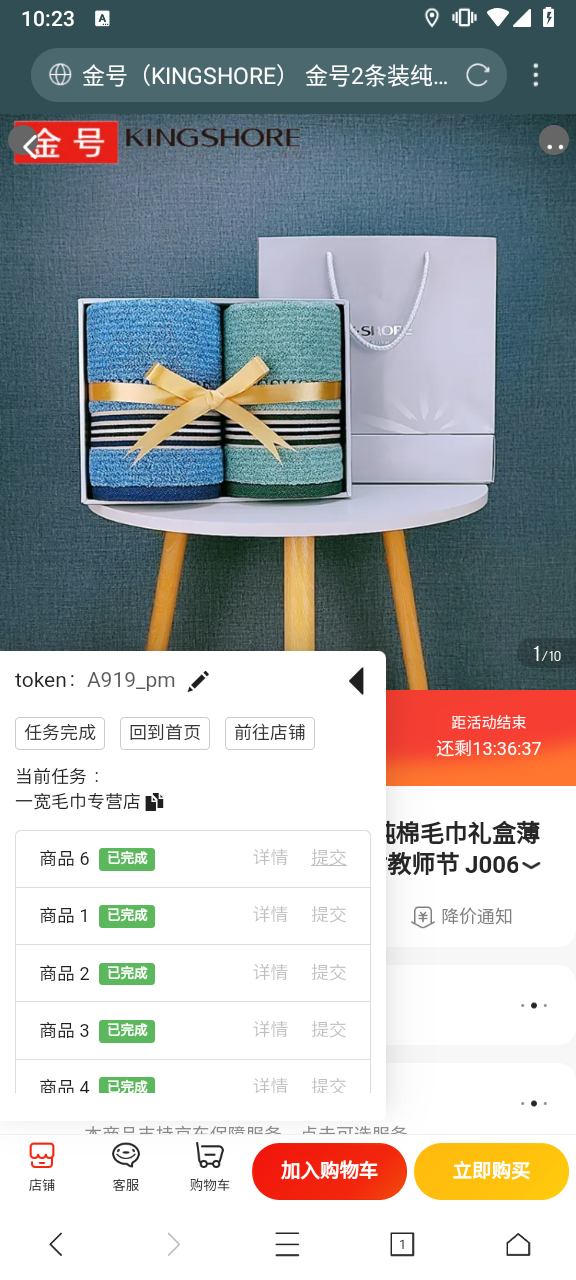 10:23
A
金号（KINGSHORE） 金号2条装纯...
金号 KINGSHORE
1/10
token： A919_pm
任务完成 回到首页 前往店铺
距活动结束
还剩13:36:37
当前任务：
一宽毛巾专营店
纯棉毛巾礼盒薄
教师节 J006
商品 6 已完成 详情 提交
降价通知
商品 1 已完成 详情 提交
商品 2 已完成 详情 提交
商品 3 已完成 详情 提交
商品 4 已完成 详情 提交
本商品支持京东保障服务，点击可选服务
店铺 客服 购物车 加入购物车 立即购买
1